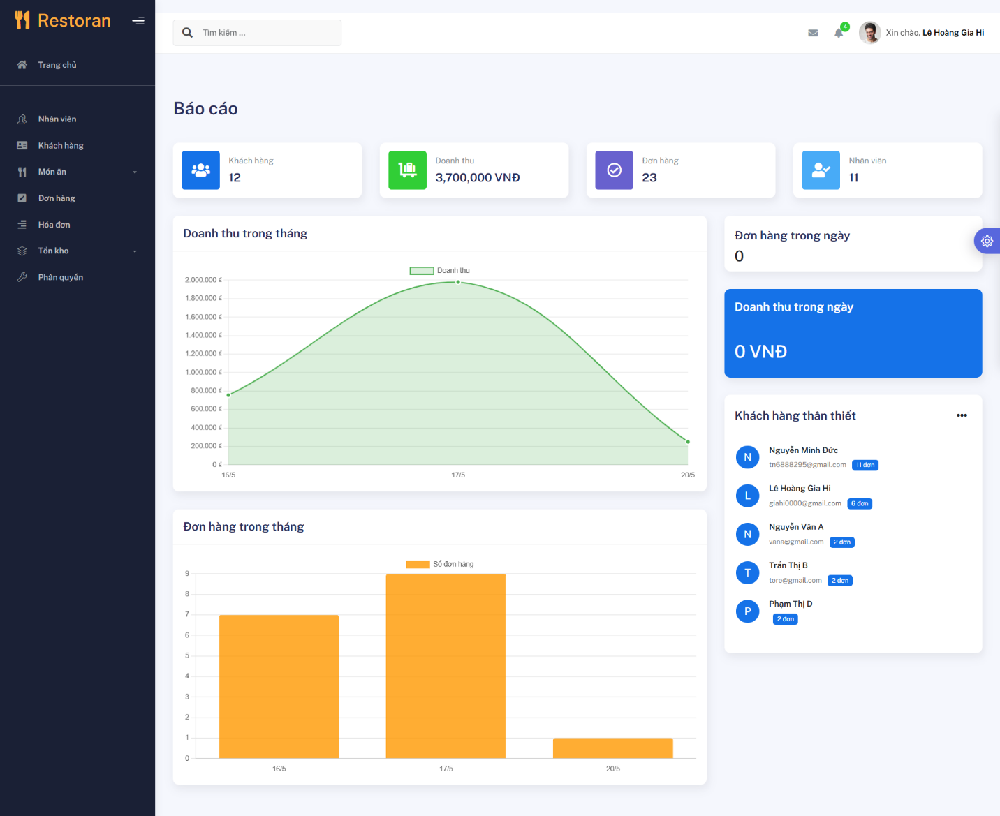 Restoran
Trang chủ
Nhân viên
Khách hàng
Món ăn
Đơn hàng
Hóa đơn
Tồn kho
Phân quyền
Tìm kiếm ...
4
Xin chào, Lê Hoàng Gia Hi
Báo cáo
Khách hàng
12
Doanh thu
3,700,000 VNĐ
Đơn hàng
23
Nhân viên
11
Doanh thu trong tháng
Doanh thu
2.000.000 ₫
1.800.000 ₫
1.600.000 ₫
1.400.000 ₫
1.200.000 ₫
1.000.000 ₫
800.000 ₫
600.000 ₫
400.000 ₫
200.000 ₫
0 ₫
16/5 17/5 20/5
Đơn hàng trong tháng
Số đơn hàng
9
8
7
6
5
4
3
2
1
0
16/5 17/5 20/5
Đơn hàng trong ngày
0
Doanh thu trong ngày
0 VNĐ
Khách hàng thân thiết
N
Nguyễn Minh Đức
tn6888295@gmail.com 11 đơn
L
Lê Hoàng Gia Hi
giahi0000@gmail.com 6 đơn
N
Nguyễn Văn A
vana@gmail.com 2 đơn
T
Trần Thị B
tere@gmail.com 2 đơn
P
Phạm Thị D
2 đơn